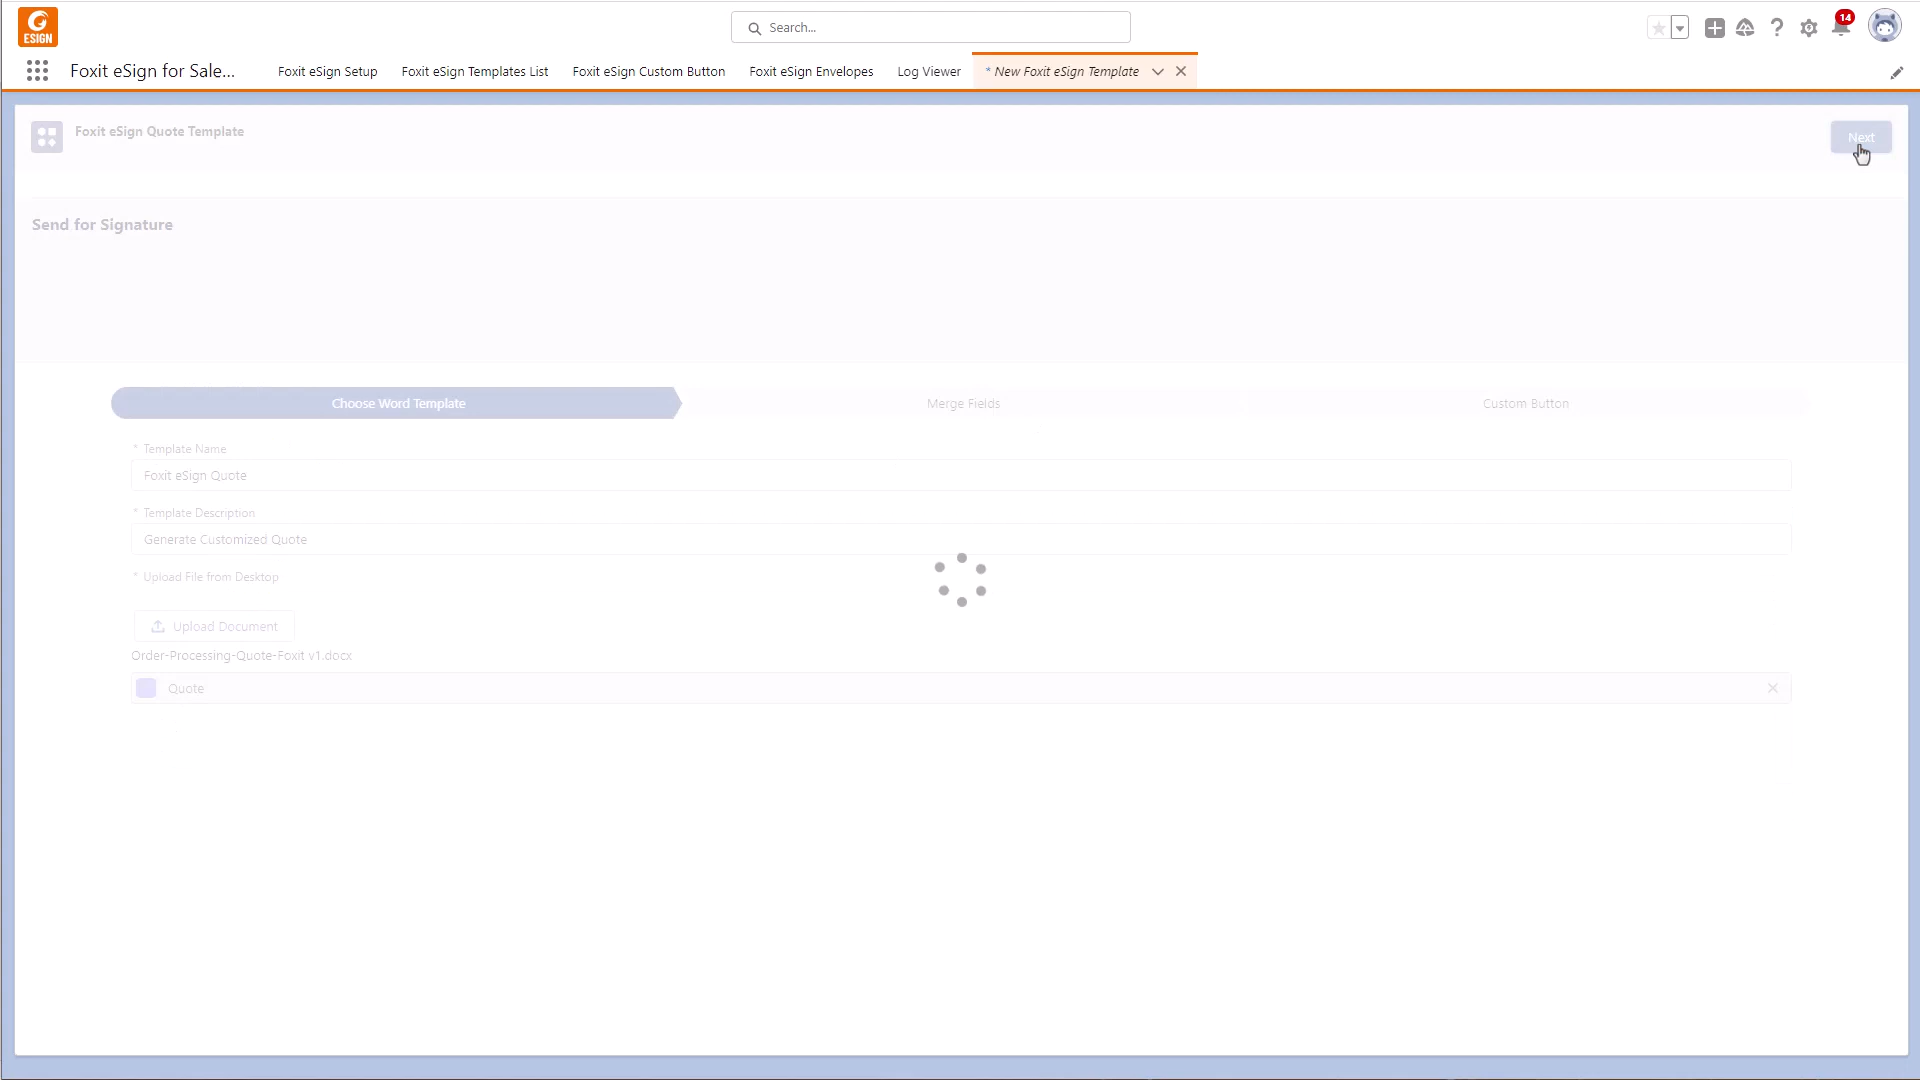 ESIGN
Search...
14
Foxit eSign for Sale...
Foxit eSign Setup
Foxit eSign Templates List
Foxit eSign Custom Button
Foxit eSign Envelopes
Log Viewer
* New Foxit eSign Template
Foxit eSign Quote Template
Next
Send for Signature
Choose Word Template
Merge Fields
Custom Button
* Template Name
Foxit eSign Quote
* Template Description
Generate Customized Quote
* Upload File from Desktop
Upload Document
Order-Processing-Quote-Foxit v1.docx
Quote